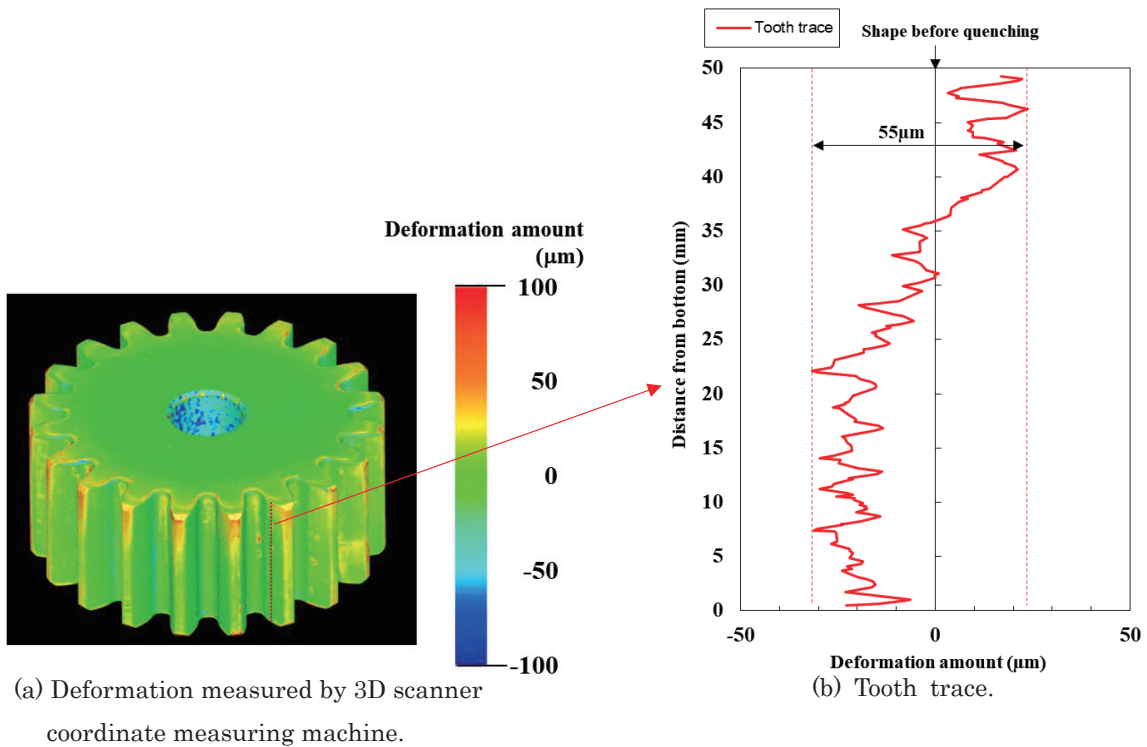 Deformation amount
(μm)
100
50
0
-50
-100
(a) Deformation measured by 3D scanner
coordinate measuring machine.
Tooth trace
Shape before quenching
55μm
Distance from bottom (mm)
50
45
40
35
30
25
20
15
10
5
0
-50
0
50
Deformation amount (μm)
(b) Tooth trace.